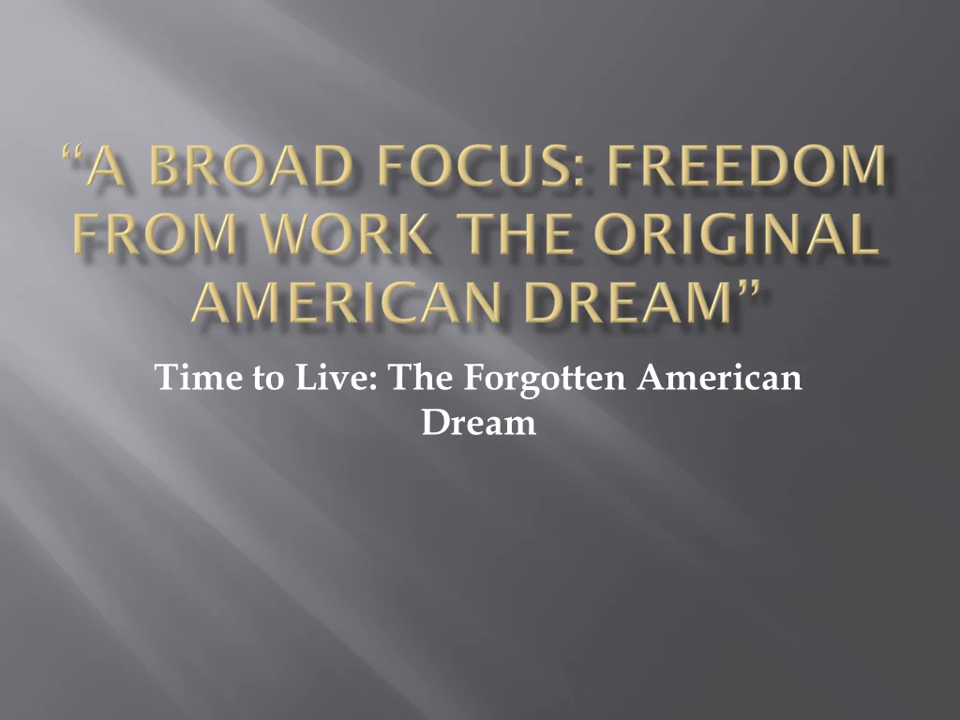 “A BROAD FOCUS: FREEDOM
FROM WORK THE ORIGINAL
AMERICAN DREAM”
Time to Live: The Forgotten American
Dream